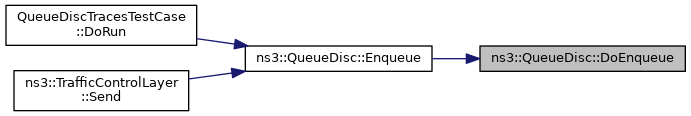 QueueDiscTracesTestCase
::DoRun
ns3::TrafficControlLayer
::Send
ns3::QueueDisc::Enqueue
ns3::QueueDisc::DoEnqueue